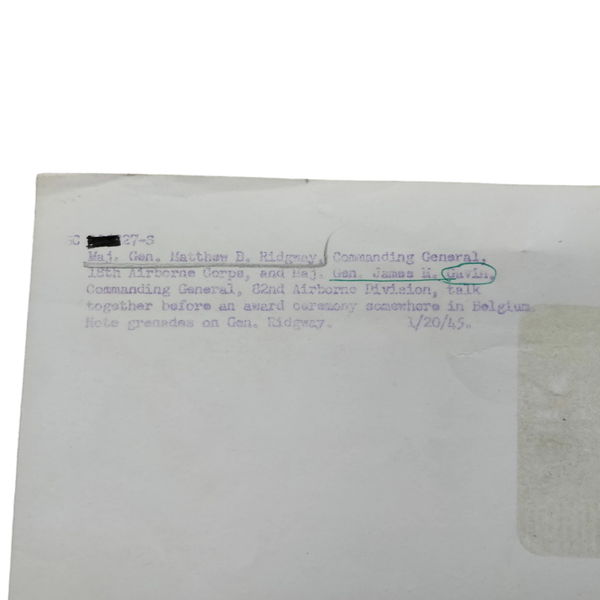 SC 27-S
Maj. Gen. Matthew B. Ridgway, Commanding General,
18th Airborne Corps, and Maj. Gen. James M. Gavin,
Commanding General, 82nd Airborne Division, talk
together before an award ceremony somewhere in Belgium.
Note grenades on Gen. Ridgway. 1/20/45.